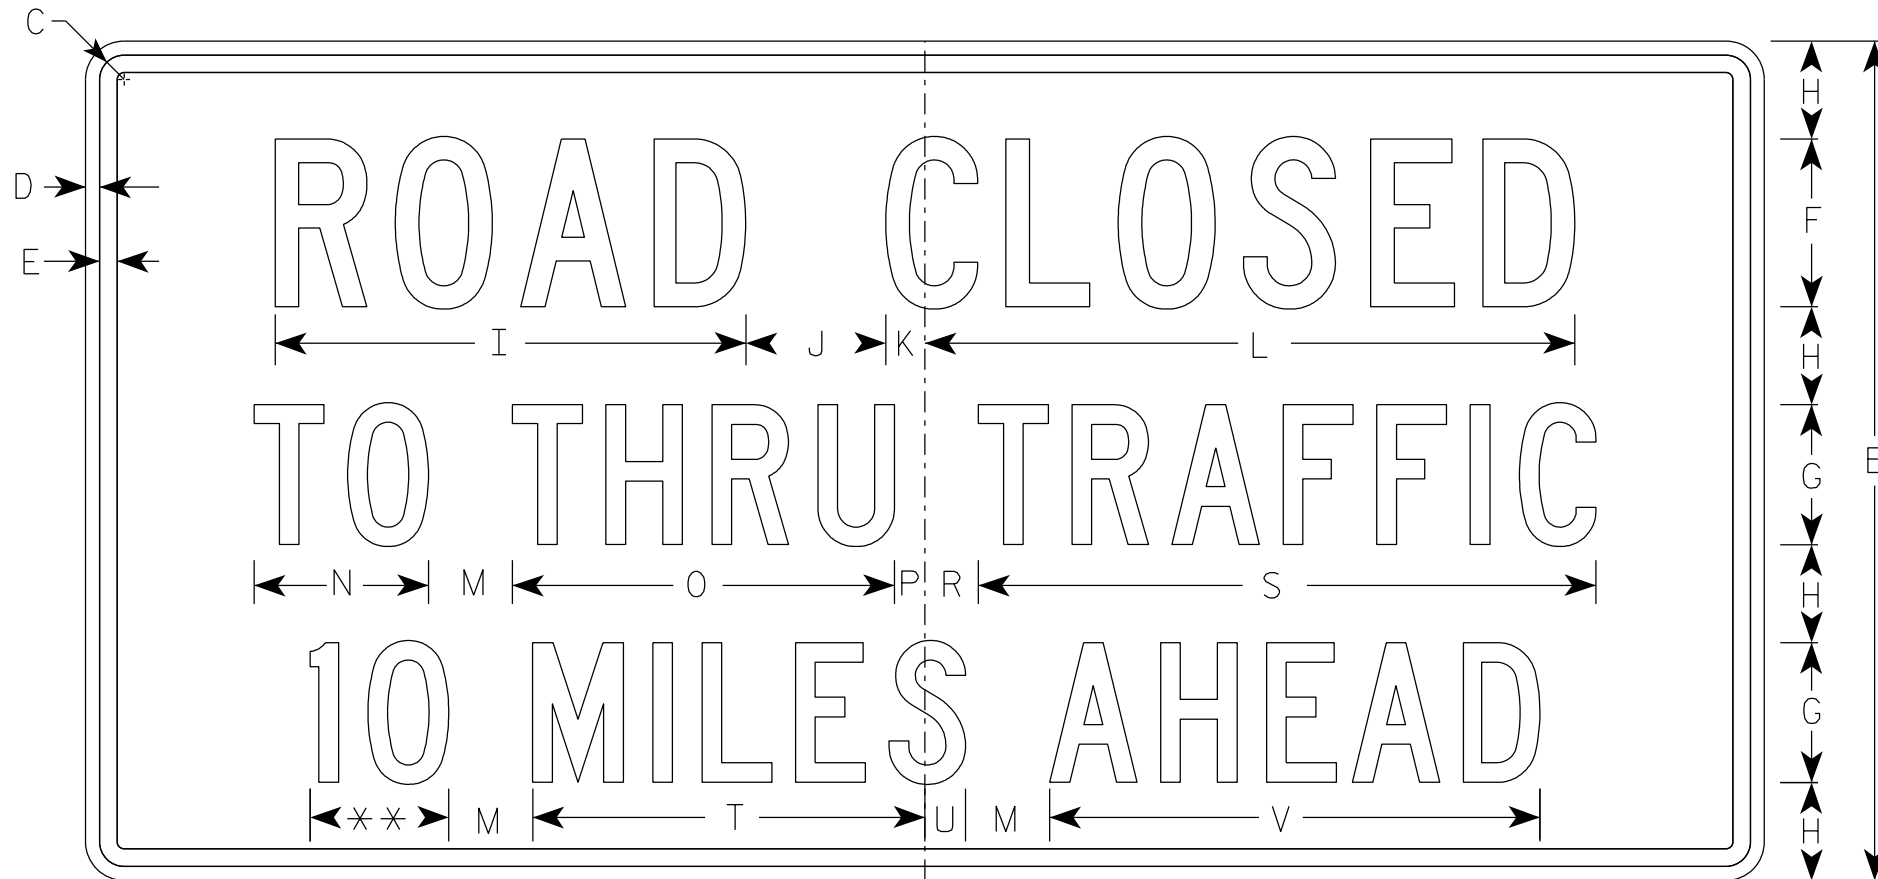 C
H
ROAD CLOSED
D
F
E
I J K L
H
TO THRU TRAFFIC
G
N M O P R S
H
10 MILES AHEAD
G
** M T U M V
H